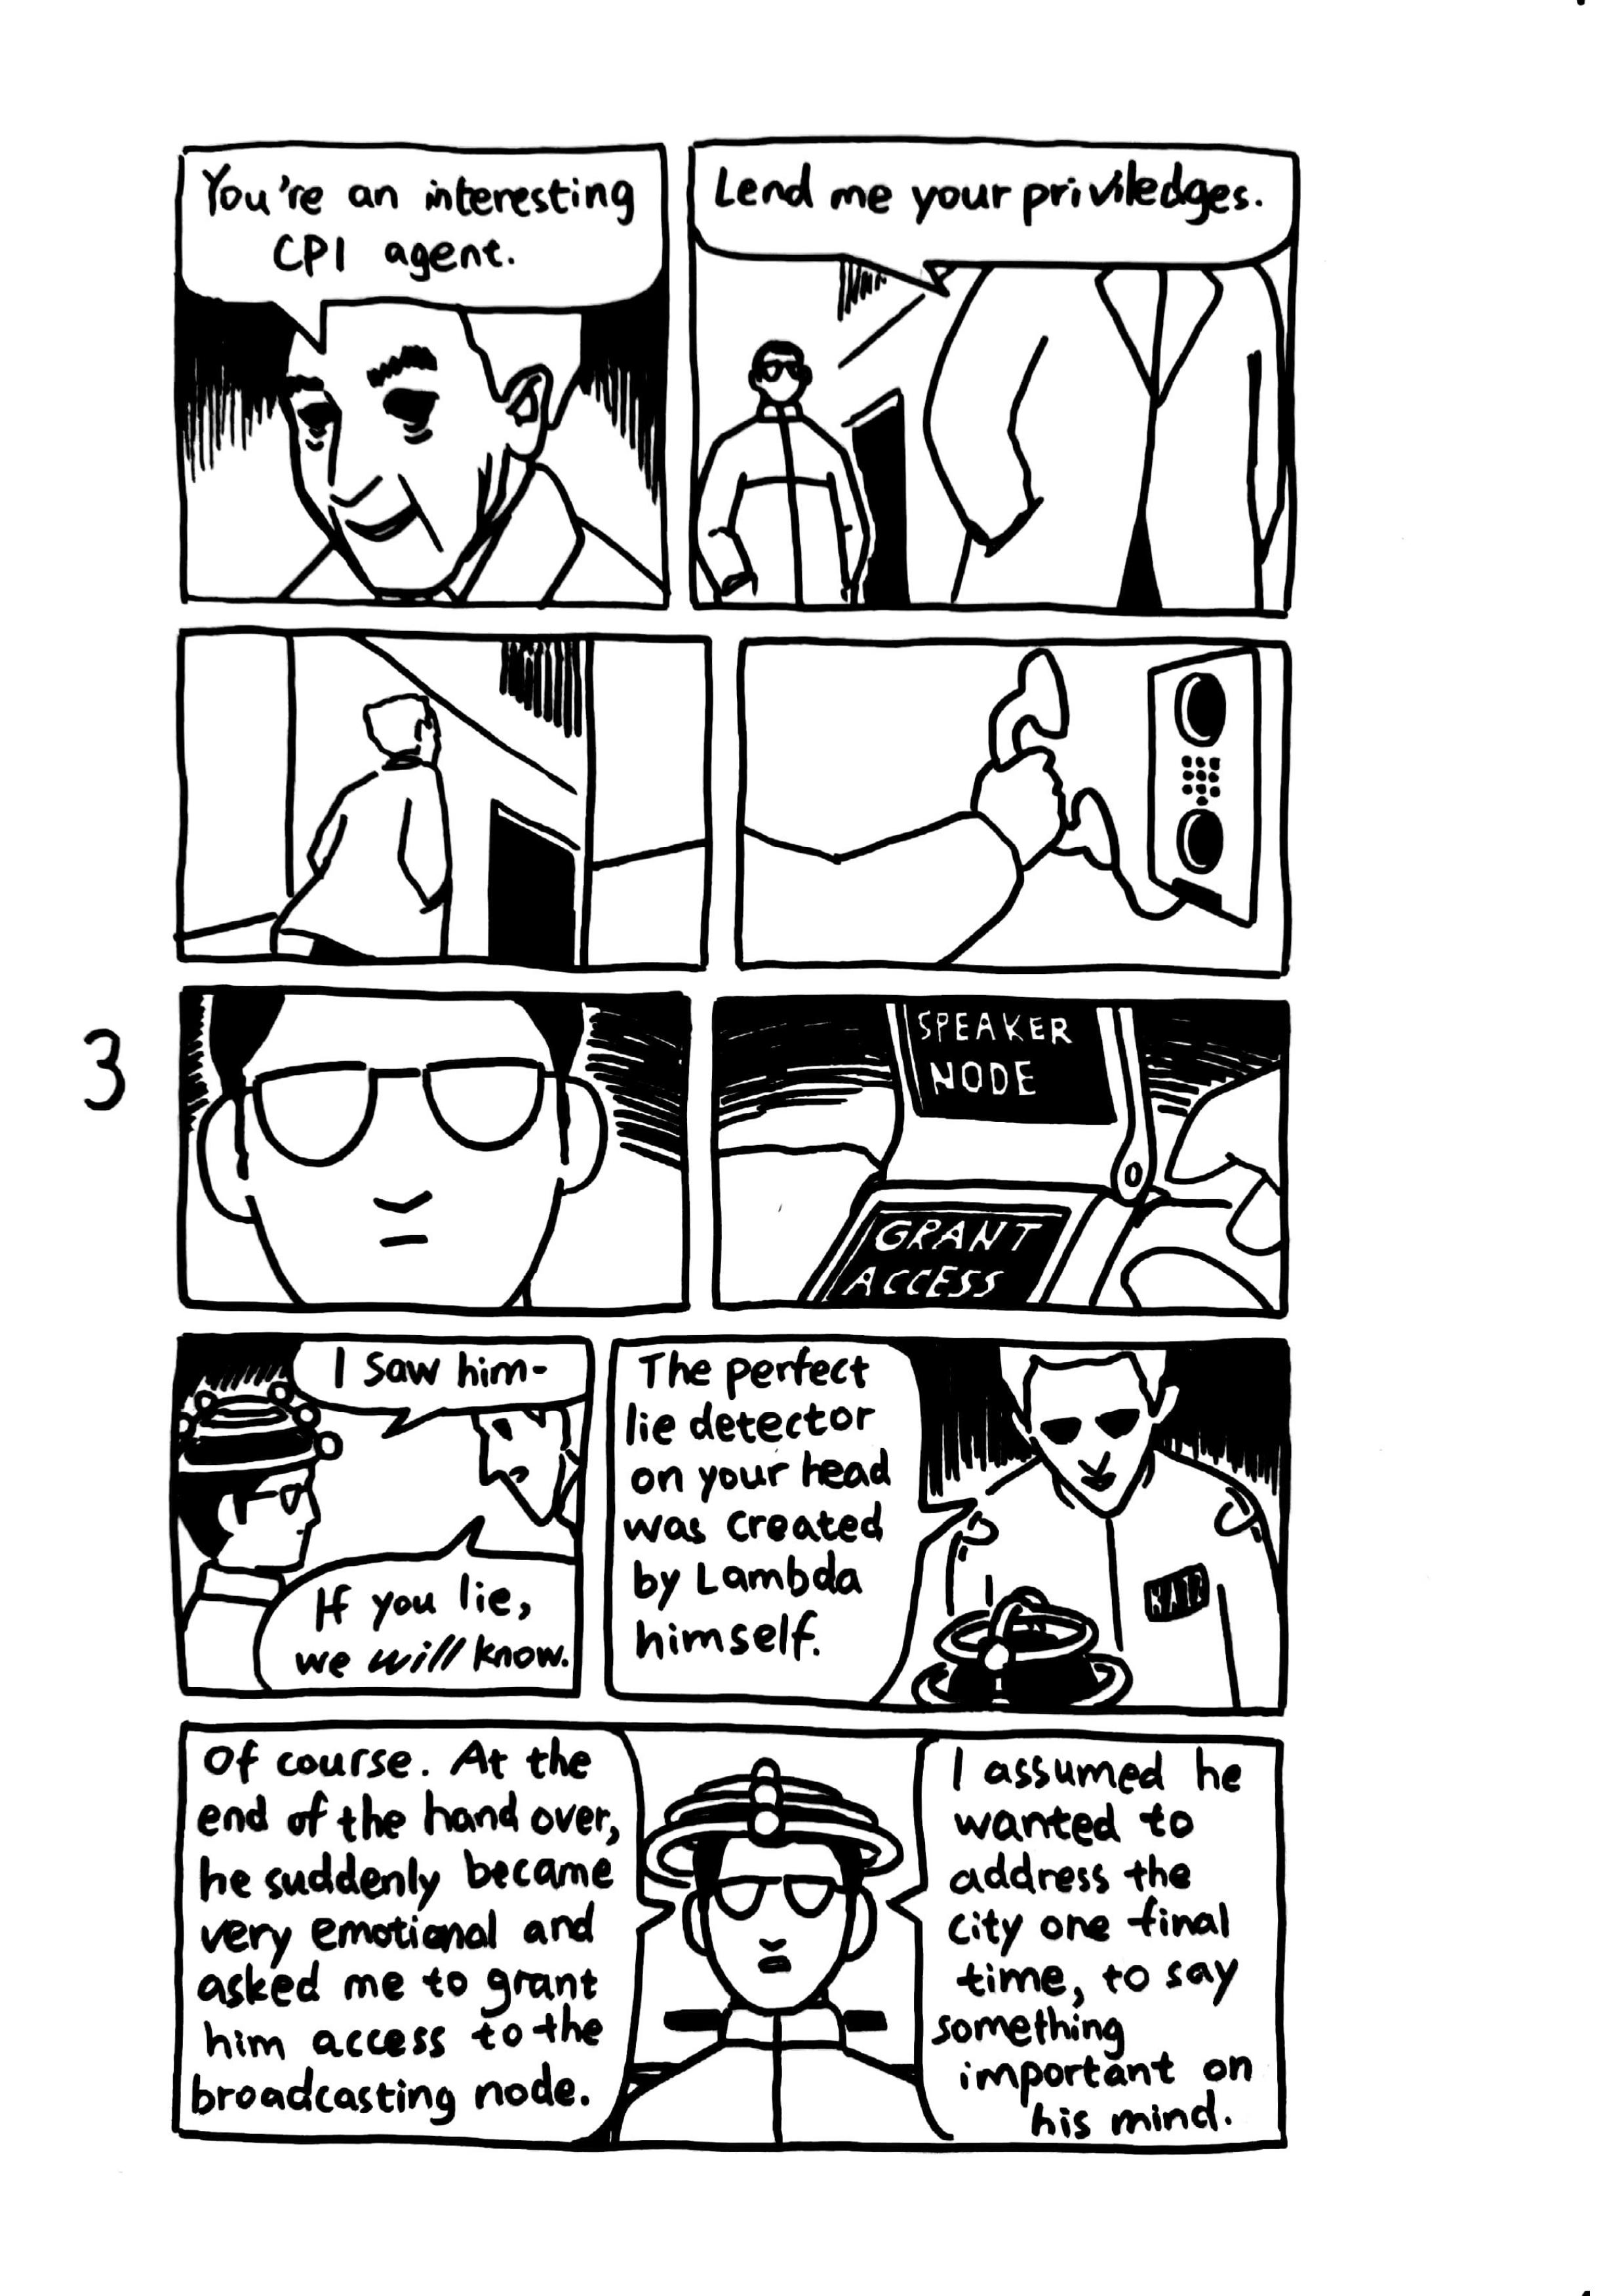 You're an interesting
CPI agent.
Lend me your priviledges.
3
SPEAKER
NODE
GRANT
ACCESS
I saw him-
If you lie,
we will know.
The perfect
lie detector
on your head
was created
by Lambda
himself.
Of course. At the
end of the hand over,
he suddenly became
very emotional and
asked me to grant
him access to the
broadcasting node.
I assumed he
wanted to
address the
city one final
time, to say
something
important on
his mind.